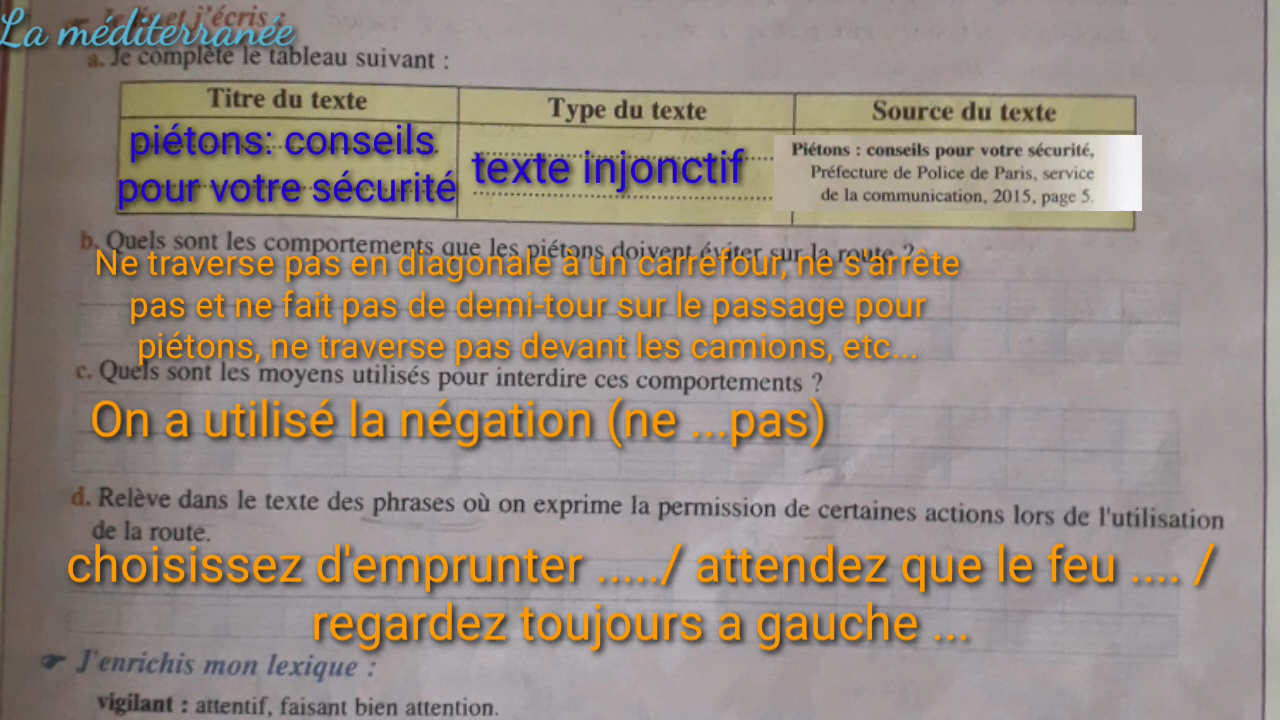 Je lis et j'écris :
La méditerranée
a. Je complète le tableau suivant :
Titre du texte
Type du texte
Source du texte
piétons: conseils
pour votre sécurité
texte injonctif
Piétons : conseils pour votre sécurité,
Préfecture de Police de Paris, service
de la communication, 2015, page 5.
b. Quels sont les comportements que les piétons doivent éviter sur la route ?
Ne traverse pas en diagonale à un carrefour, ne s'arrête
pas et ne fait pas de demi-tour sur le passage pour
piétons, ne traverse pas devant les camions, etc...
c. Quels sont les moyens utilisés pour interdire ces comportements ?
On a utilisé la négation (ne ...pas)
d. Relève dans le texte des phrases où on exprime la permission de certaines actions lors de l'utilisation
de la route.
choisissez d'emprunter ...../ attendez que le feu .... /
regardez toujours a gauche ...
☞ J'enrichis mon lexique :
vigilant : attentif, faisant bien attention.